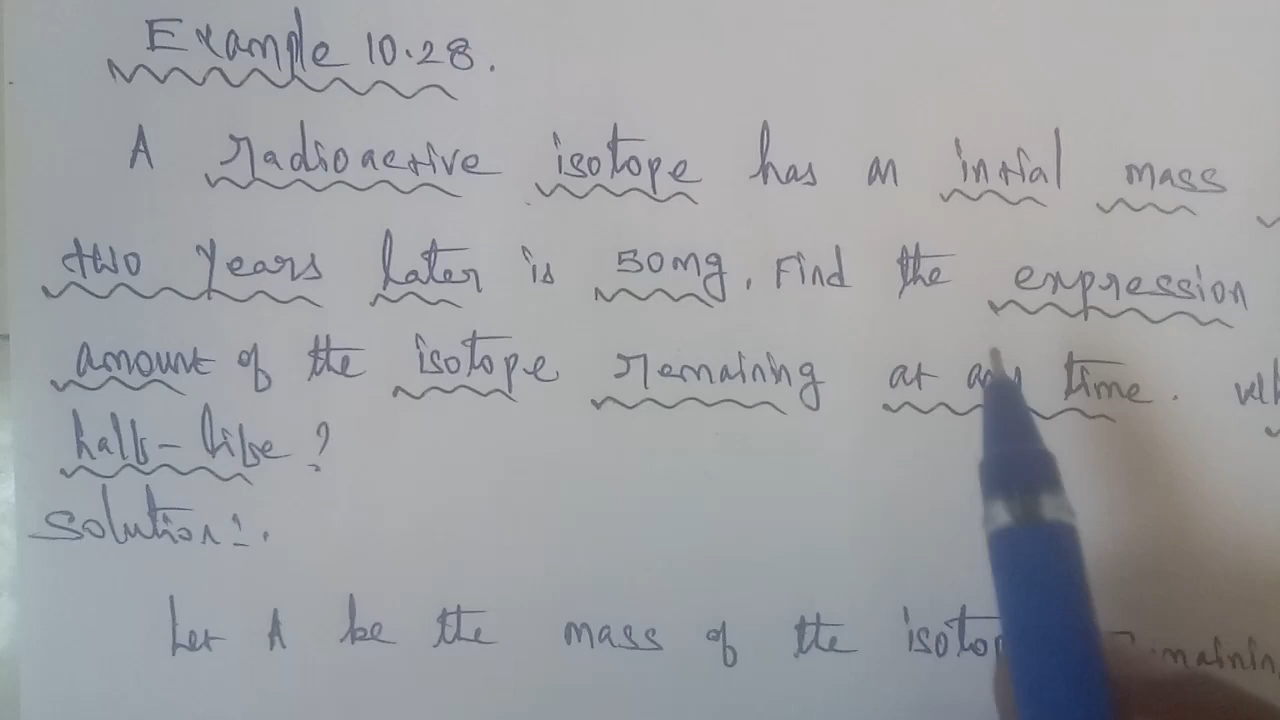 Example 10.28.
A radioactive isotope has an initial mass
two years later is 50mg. Find the expression
amount of the isotope remaining at any time.
half-life?
Solution:.
Let A be the mass of the